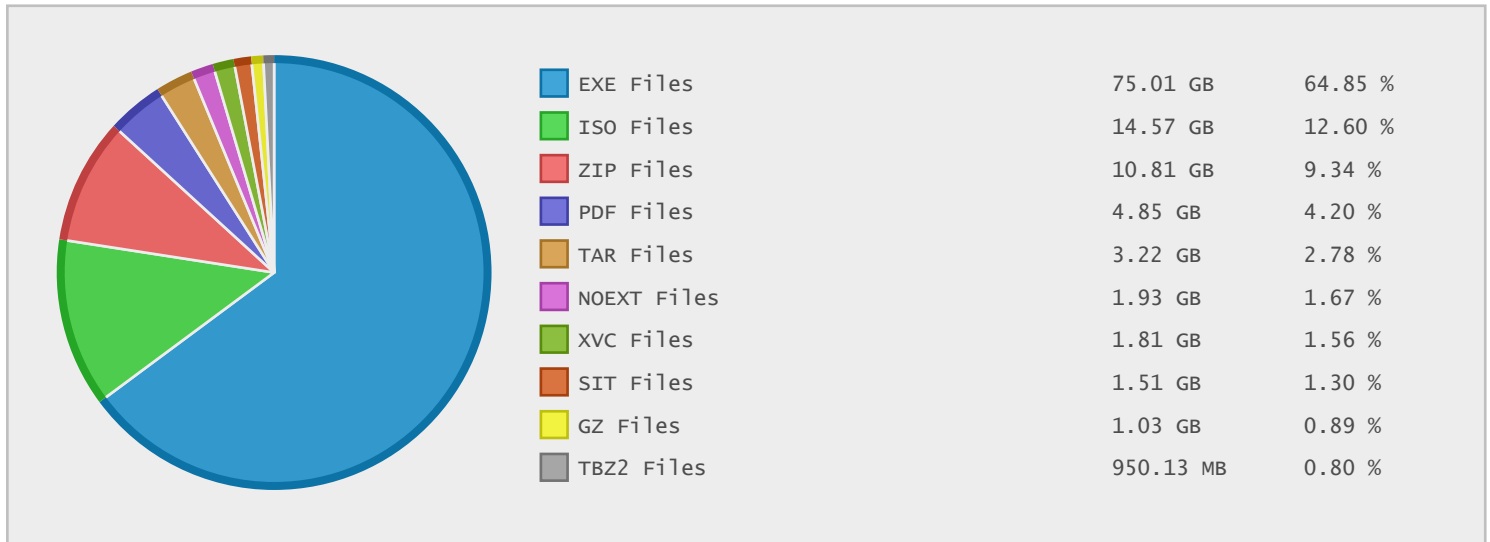 EXE Files 75.01 GB 64.85 %
ISO Files 14.57 GB 12.60 %
ZIP Files 10.81 GB 9.34 %
PDF Files 4.85 GB 4.20 %
TAR Files 3.22 GB 2.78 %
NOEXT Files 1.93 GB 1.67 %
XVC Files 1.81 GB 1.56 %
SIT Files 1.51 GB 1.30 %
GZ Files 1.03 GB 0.89 %
TBZ2 Files 950.13 MB 0.80 %